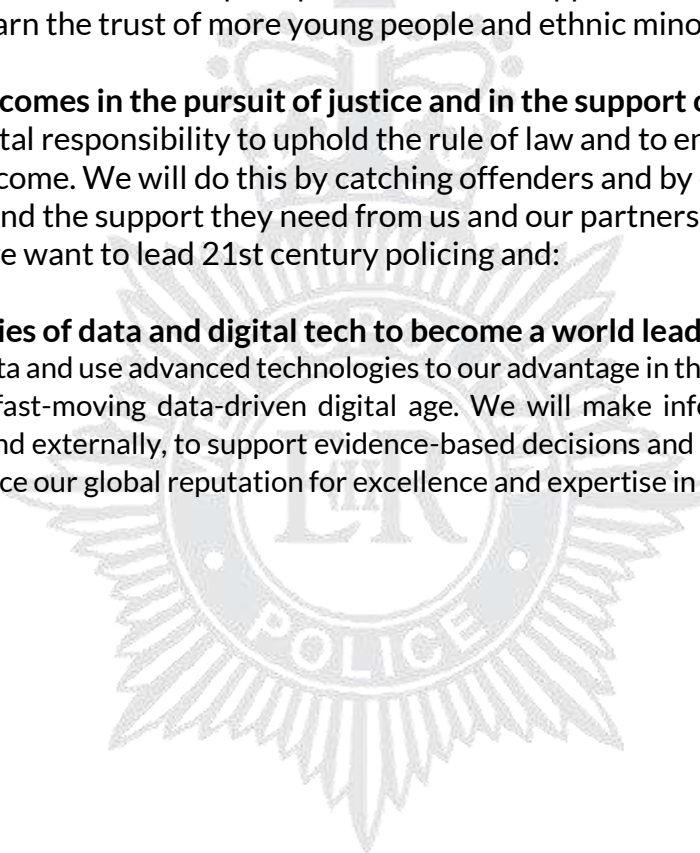 arn the trust of more young people and ethnic mino
comes in the pursuit of justice and in the support
tal responsibility to uphold the rule of law and to en
come. We will do this by catching offenders and by
nd the support they need from us and our partners
e want to lead 21st century policing and:
ies of data and digital tech to become a world lead
ta and use advanced technologies to our advantage in th
fast-moving data-driven digital age. We will make info
nd externally, to support evidence-based decisions and
ce our global reputation for excellence and expertise in
EIIR
POLICE